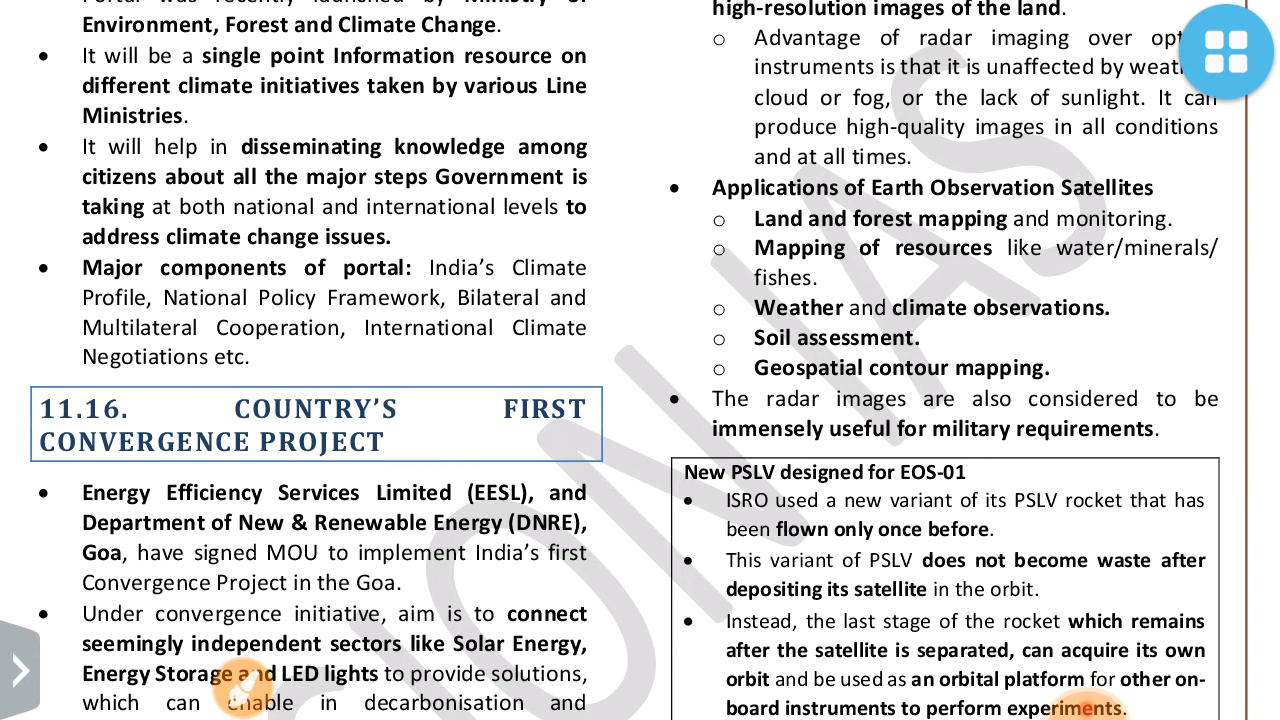 Environment, Forest and Climate Change.
• It will be a single point Information resource on
different climate initiatives taken by various Line
Ministries.
• It will help in disseminating knowledge among
citizens about all the major steps Government is
taking at both national and international levels to
address climate change issues.
• Major components of portal: India's Climate
Profile, National Policy Framework, Bilateral and
Multilateral Cooperation, International Climate
Negotiations etc.
11.16. COUNTRY'S FIRST
CONVERGENCE PROJECT
• Energy Efficiency Services Limited (EESL), and
Department of New & Renewable Energy (DNRE),
Goa, have signed MOU to implement India's first
Convergence Project in the Goa.
• Under convergence initiative, aim is to connect
seemingly independent sectors like Solar Energy,
Energy Storage and LED lights to provide solutions,
which can enable in decarbonisation and
high-resolution images of the land.
o Advantage of radar imaging over
instruments is that it is unaffected by
cloud or fog, or the lack of sunlight. It can
produce high-quality images in all conditions
and at all times.
• Applications of Earth Observation Satellites
o Land and forest mapping and monitoring.
o Mapping of resources like water/minerals/
fishes.
o Weather and climate observations.
o Soil assessment.
o Geospatial contour mapping.
• The radar images are also considered to be
immensely useful for military requirements.
New PSLV designed for EOS-01
• ISRO used a new variant of its PSLV rocket that has
been flown only once before.
• This variant of PSLV does not become waste after
depositing its satellite in the orbit.
• Instead, the last stage of the rocket which remains
after the satellite is separated, can acquire its own
orbit and be used as an orbital platform for other on-
board instruments to perform experiments.
ION IAS